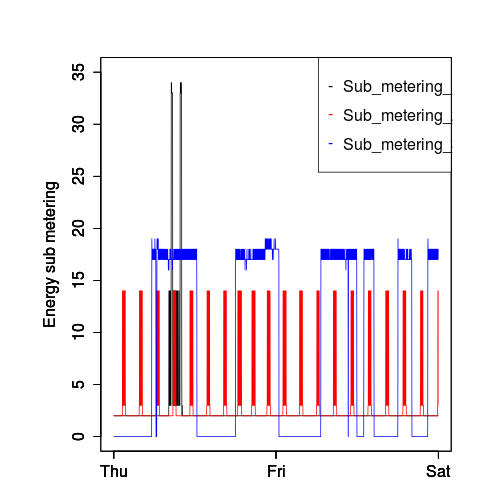 35
30
25
20
15
10
5
0
Energy sub metering
Sub_metering_
Sub_metering_
Sub_metering_
Thu Fri Sat